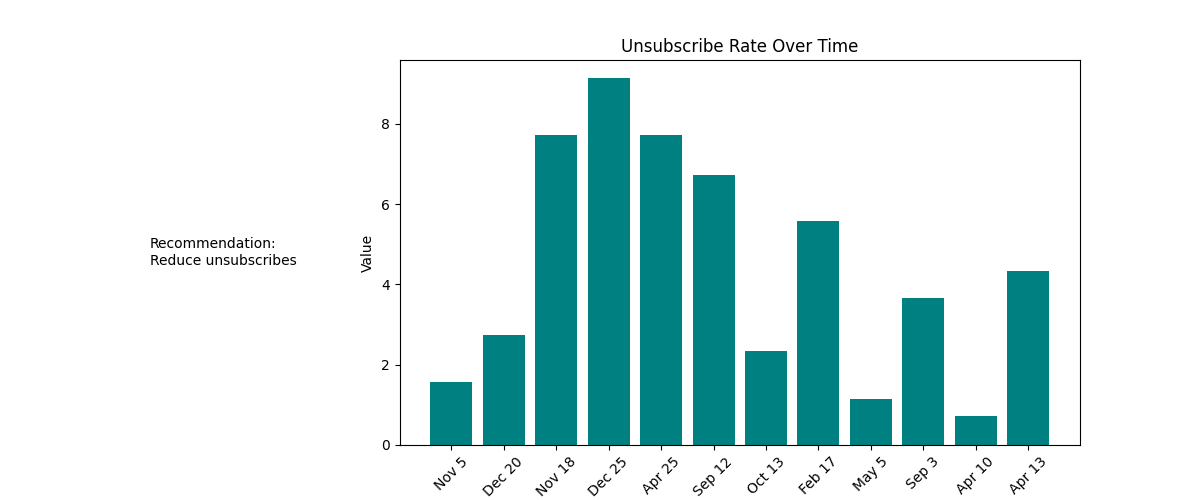 Unsubscribe Rate Over Time
Recommendation:
Reduce unsubscribes
Value
8
6
4
2
0
Nov 5
Dec 20
Nov 18
Dec 25
Apr 25
Sep 12
Oct 13
Feb 17
May 5
Sep 3
Apr 10
Apr 13